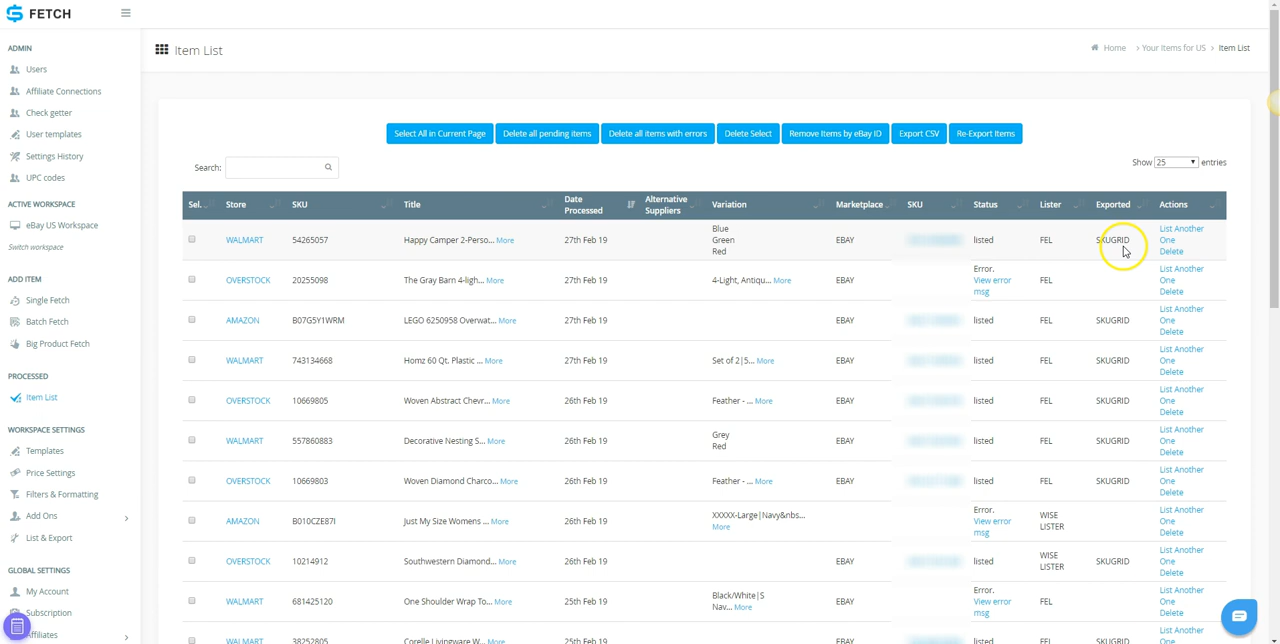 FETCH
ADMIN
Users
Affiliate Connections
Check getter
User templates
Settings History
UPC codes
ACTIVE WORKSPACE
eBay US Workspace
Switch workspace
ADD ITEM
Single Fetch
Batch Fetch
Big Product Fetch
PROCESSED
Item List
WORKSPACE SETTINGS
Templates
Price Settings
Filters & Formatting
Add Ons
List & Export
GLOBAL SETTINGS
My Account
Subscription
Affiliates
Item List
Home > Your Items for US > Item List
Select All in Current Page Delete all pending items Delete all items with errors Delete Select Remove Items by eBay ID Export CSV Re-Export Items
Search:
Show 25 entries
Sel. Store SKU Title Date Processed Alternative Suppliers Variation Marketplace SKU Status Lister Exported Actions
WALMART 54265057 Happy Camper 2-Perso... More 27th Feb 19 Blue Green Red EBAY listed FEL SKUGRID List Another One Delete
OVERSTOCK 20255098 The Gray Barn 4-ligh... More 27th Feb 19 4-Light, Antiqu... More EBAY Error. View error msg FEL List Another One Delete
AMAZON B07G5Y1WRM LEGO 6250958 Overwat... More 27th Feb 19 EBAY listed FEL SKUGRID List Another One Delete
WALMART 743134668 Homz 60 Qt. Plastic ... More 27th Feb 19 Set of 2|5... More EBAY listed FEL SKUGRID List Another One Delete
OVERSTOCK 10669805 Woven Abstract Chevr... More 26th Feb 19 Feather - ... More EBAY listed FEL SKUGRID List Another One Delete
WALMART 557860883 Decorative Nesting S... More 26th Feb 19 Grey Red EBAY listed FEL SKUGRID List Another One Delete
OVERSTOCK 10669803 Woven Diamond Charco... More 26th Feb 19 Feather - ... More EBAY listed FEL SKUGRID List Another One Delete
AMAZON B010CZE87I Just My Size Womens ... More 26th Feb 19 XXXXX-Large|Navy&nbs... More Error. View error msg WISE LISTER List Another One Delete
OVERSTOCK 10214912 Southwestern Diamond... More 26th Feb 19 EBAY listed WISE LISTER SKUGRID List Another One Delete
WALMART 681425120 One Shoulder Wrap To... More 25th Feb 19 Black/White|S Nav... More EBAY Error. View error msg FEL List Another One Delete
WALMART 38252805 Corelle Livingware W... More 25th Feb 19 EBAY listed FEL SKUGRID List Another